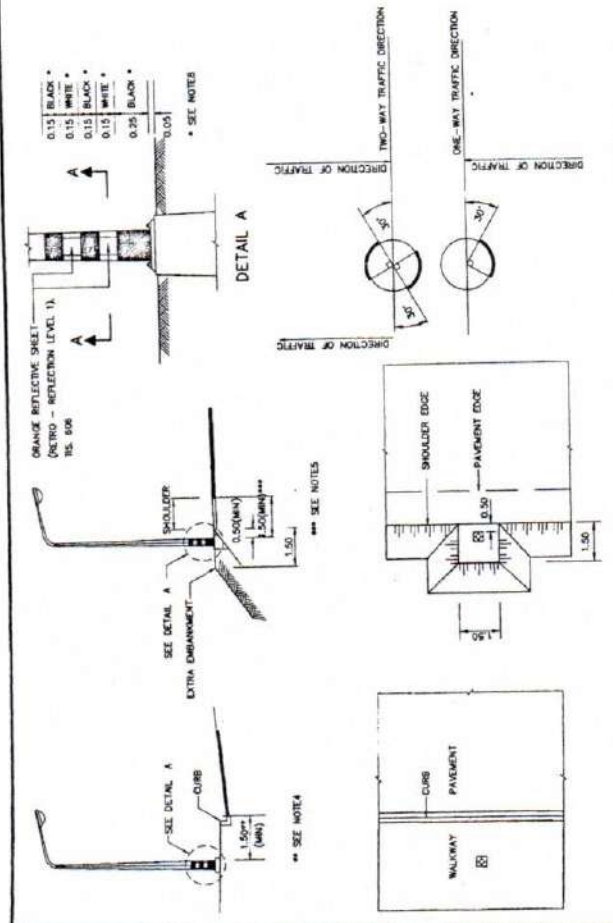 ORANGE REFLECTIVE SHEET
(RETRO - REFLECTION LEVEL 1),
TIS. 606
0.15 BLACK *
0.15 WHITE *
0.15 BLACK *
0.15 WHITE *
0.25 BLACK *
0.05
* SEE NOTE8
A
A
DETAIL A
SEE DETAIL A
EXTRA EMBANKMENT
SHOULDER
0.50(MIN)
1.50(MIN)***
1.50
*** SEE NOTE5
SEE DETAIL A
CURB
1.50**
(MIN)
** SEE NOTE4
WALKWAY
CURB
PAVEMENT
SHOULDER EDGE
PAVEMENT EDGE
0.50
1.50
1.50
DIRECTION OF TRAFFIC
DIRECTION OF TRAFFIC
30°
30°
TWO-WAY TRAFFIC DIRECTION
ONE-WAY TRAFFIC DIRECTION
30°
DIRECTION OF TRAFFIC